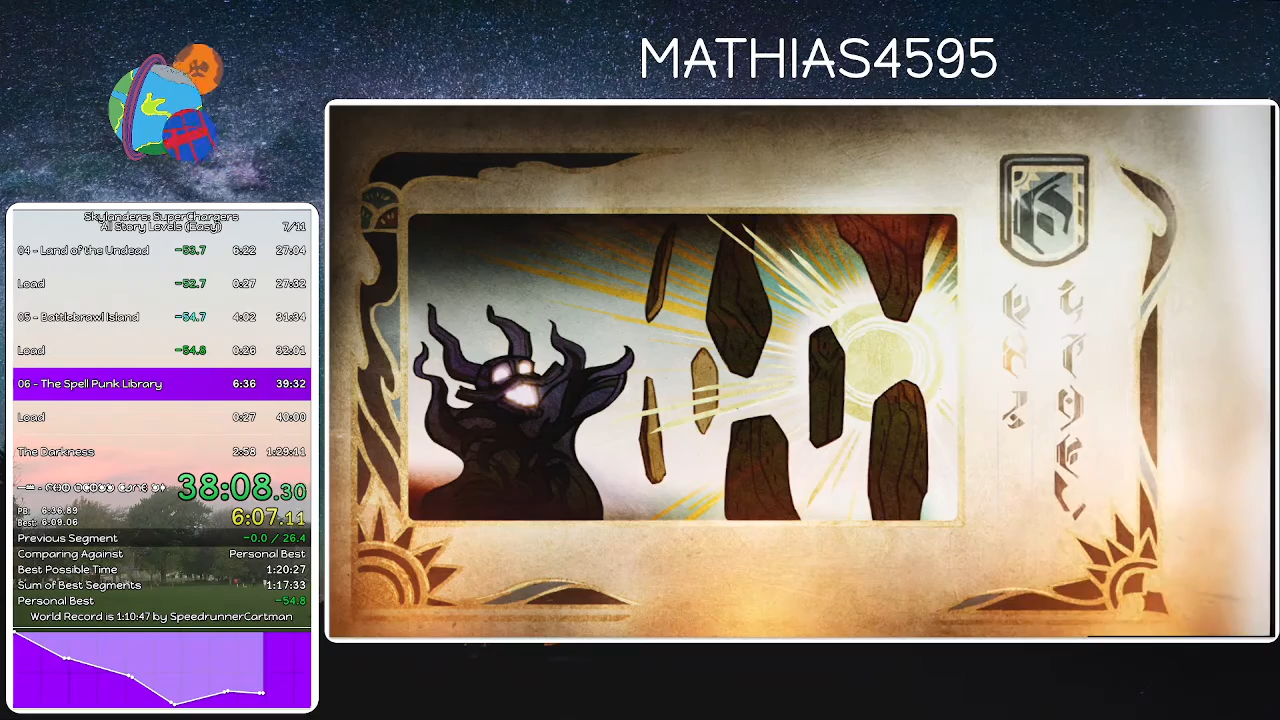 MATHIAS4595
Skylanders: SuperChargers
All Story Levels (Easy)
7/11
04 - Land of the Undead -53.7 6:22 27:04
Load -52.7 0:27 27:32
05 - Battlebrawl Island -54.7 4:02 31:34
Load -54.8 0:26 32:01
06 - The Spell Punk Library 6:36 39:32
Load 0:27 40:00
The Darkness 2:53 1:29:11
38:08.30
PB: 6:36.89
Best: 6:09.06
6:07.11
Previous Segment -0.0 / 26.4
Comparing Against Personal Best
Best Possible Time 1:20:27
Sum of Best Segments 1:17:33
Personal Best -54.8
World Record is 1:10:47 by SpeedrunnerCartman